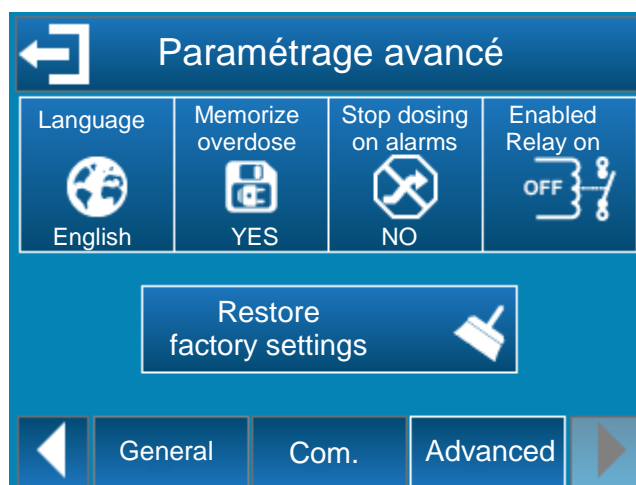 Paramétrage avancé
Language
English
Memorize
overdose
YES
Stop dosing
on alarms
NO
Enabled
Relay on
OFF
Restore
factory settings
General
Com.
Advanced